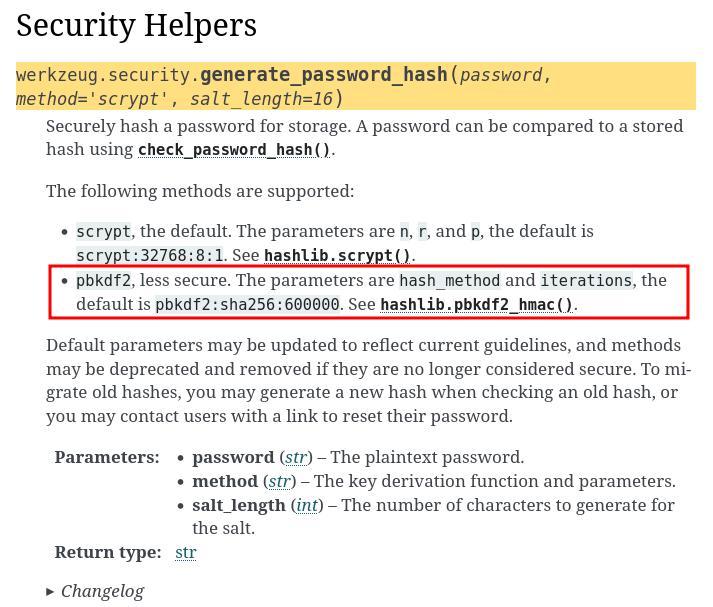 Security Helpers
werkzeug.security.generate_password_hash(password,
method='scrypt', salt_length=16)
Securely hash a password for storage. A password can be compared to a stored
hash using check_password_hash().
The following methods are supported:
• scrypt, the default. The parameters are n, r, and p, the default is
scrypt:32768:8:1. See hashlib.scrypt().
• pbkdf2, less secure. The parameters are hash_method and iterations, the
default is pbkdf2:sha256:600000. See hashlib.pbkdf2_hmac().
Default parameters may be updated to reflect current guidelines, and methods
may be deprecated and removed if they are no longer considered secure. To mi-
grate old hashes, you may generate a new hash when checking an old hash, or
you may contact users with a link to reset their password.
Parameters: • password (str) – The plaintext password.
• method (str) – The key derivation function and parameters.
• salt_length (int) – The number of characters to generate for
the salt.
Return type: str
▸ Changelog